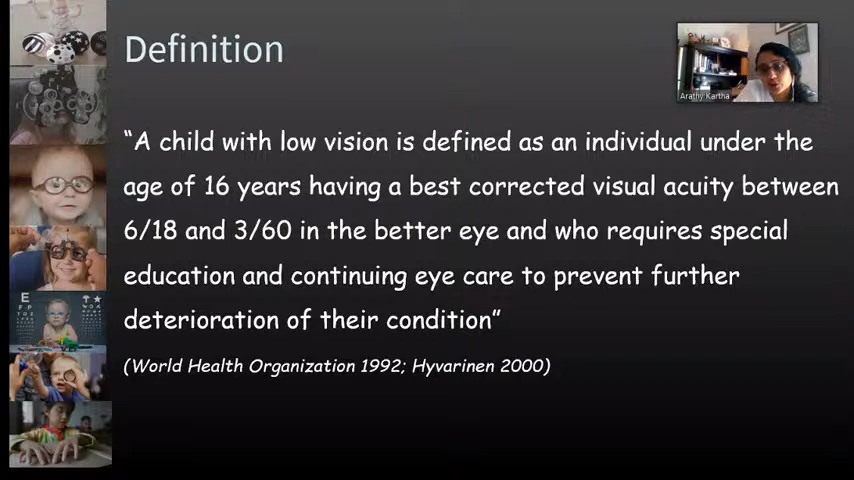 Definition
Arathy Kartha
“A child with low vision is defined as an individual under the
age of 16 years having a best corrected visual acuity between
6/18 and 3/60 in the better eye and who requires special
education and continuing eye care to prevent further
deterioration of their condition”
(World Health Organization 1992; Hyvarinen 2000)